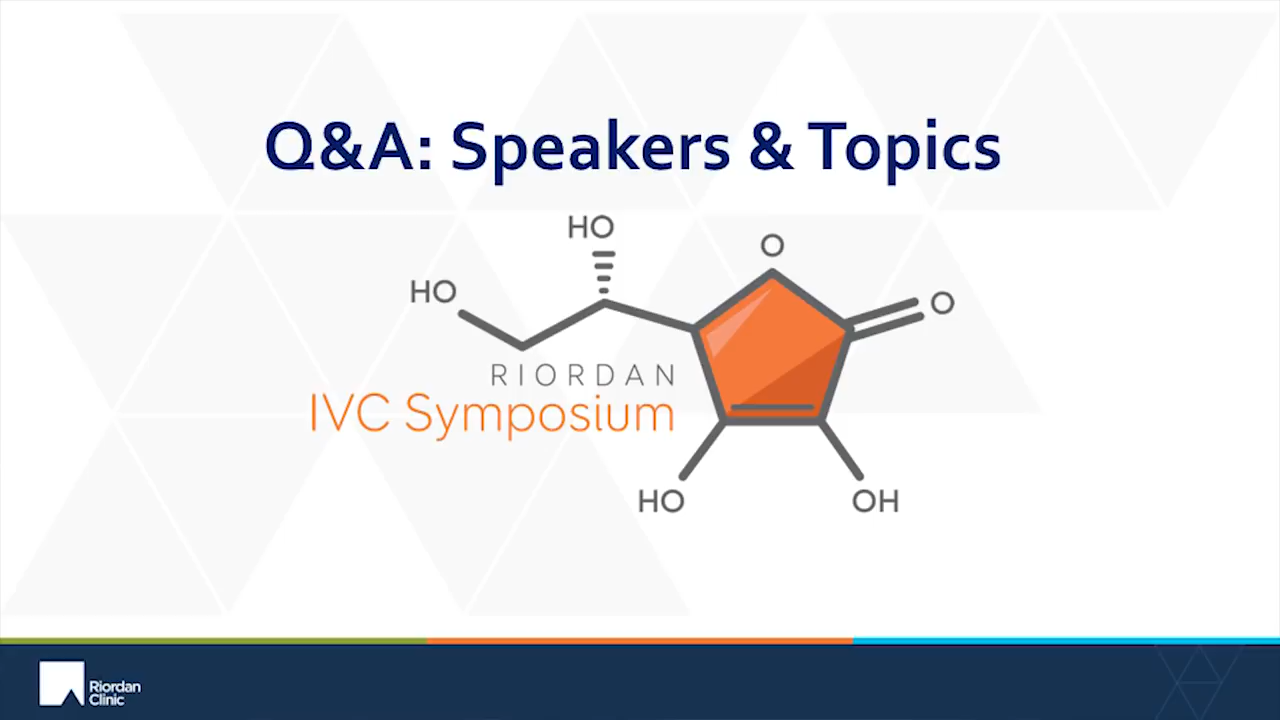 Q&A: Speakers & Topics
HO
O
HO
O
RIORDAN
IVC Symposium
HO
OH
Riordan
Clinic